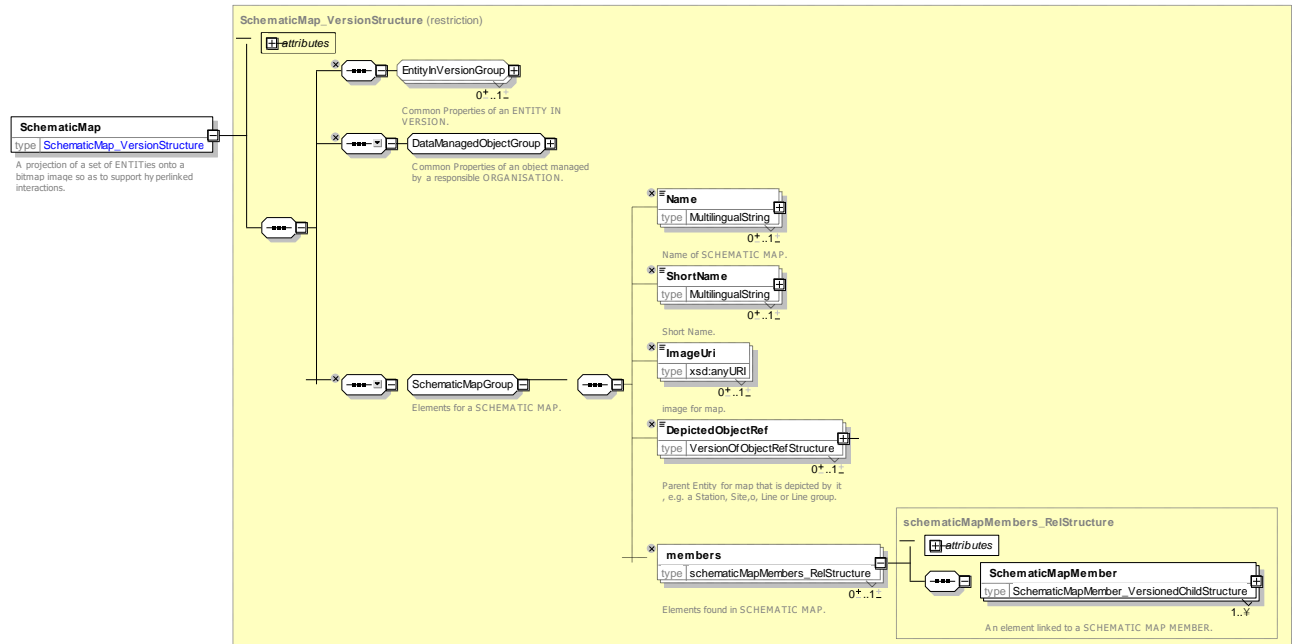 SchematicMap_VersionStructure (restriction)
attributes
EntityInVersionGroup
0+..1+
Common Properties of an ENTITY IN
VERSION.
SchematicMap
type SchematicMap_VersionStructure
A projection of a set of ENTITies onto a
bitmap image so as to support hyperlinked
interactions.
DataManagedObjectGroup
Common Properties of an object managed
by a responsible ORGANISATION.
Name
type MultilingualString
0+..1+
Name of SCHEMATIC MAP.
ShortName
type MultilingualString
0+..1+
Short Name.
ImageUri
type xsd:anyURI
0+..1+
image for map.
SchematicMapGroup
Elements for a SCHEMATIC MAP.
DepictedObjectRef
type VersionOfObjectRefStructure
0+..1+
Parent Entity for map that is depicted by it
, e.g. a Station, Site,o, Line or Line group.
members
type schematicMapMembers_RelStructure
0+..1+
Elements found in SCHEMATIC MAP.
schematicMapMembers_RelStructure
attributes
SchematicMapMember
type SchematicMapMember_VersionedChildStructure
1..¥
An element linked to a SCHEMATIC MAP MEMBER.